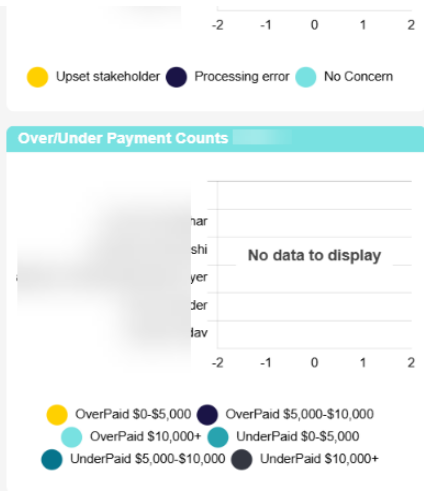 -2 -1 0 1 2
Upset stakeholder Processing error No Concern
Over/Under Payment Counts
No data to display
-2 -1 0 1 2
OverPaid $0-$5,000 OverPaid $5,000-$10,000
OverPaid $10,000+ UnderPaid $0-$5,000
UnderPaid $5,000-$10,000 UnderPaid $10,000+